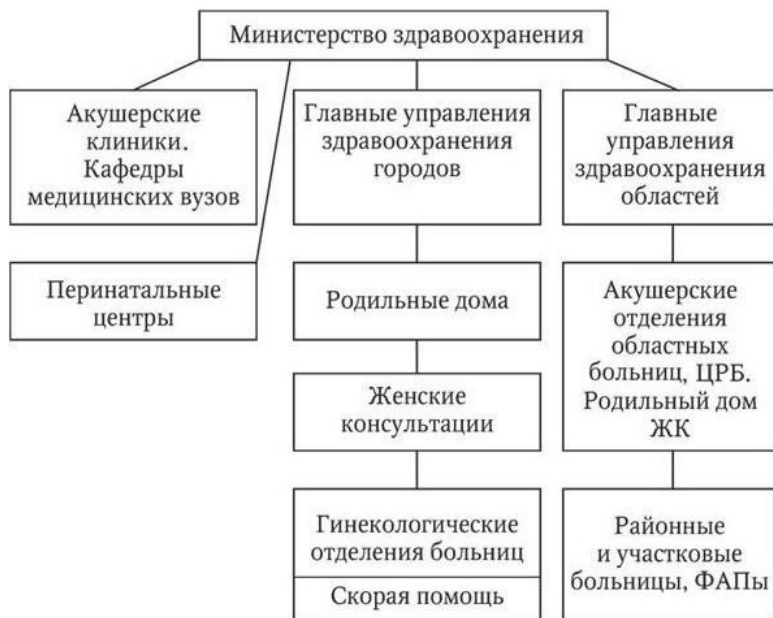 Министерство здравоохранения
Акушерские
клиники.
Кафедры
медицинских вузов
Главные управления
здравоохранения
городов
Главные
управления
здравоохранения
областей
Перинатальные
центры
Родильные дома
Акушерские
отделения
областных
больниц, ЦРБ.
Родильный дом
ЖК
Женские
консультации
Гинекологические
отделения больниц
Скорая помощь
Районные
и участковые
больницы, ФАПы